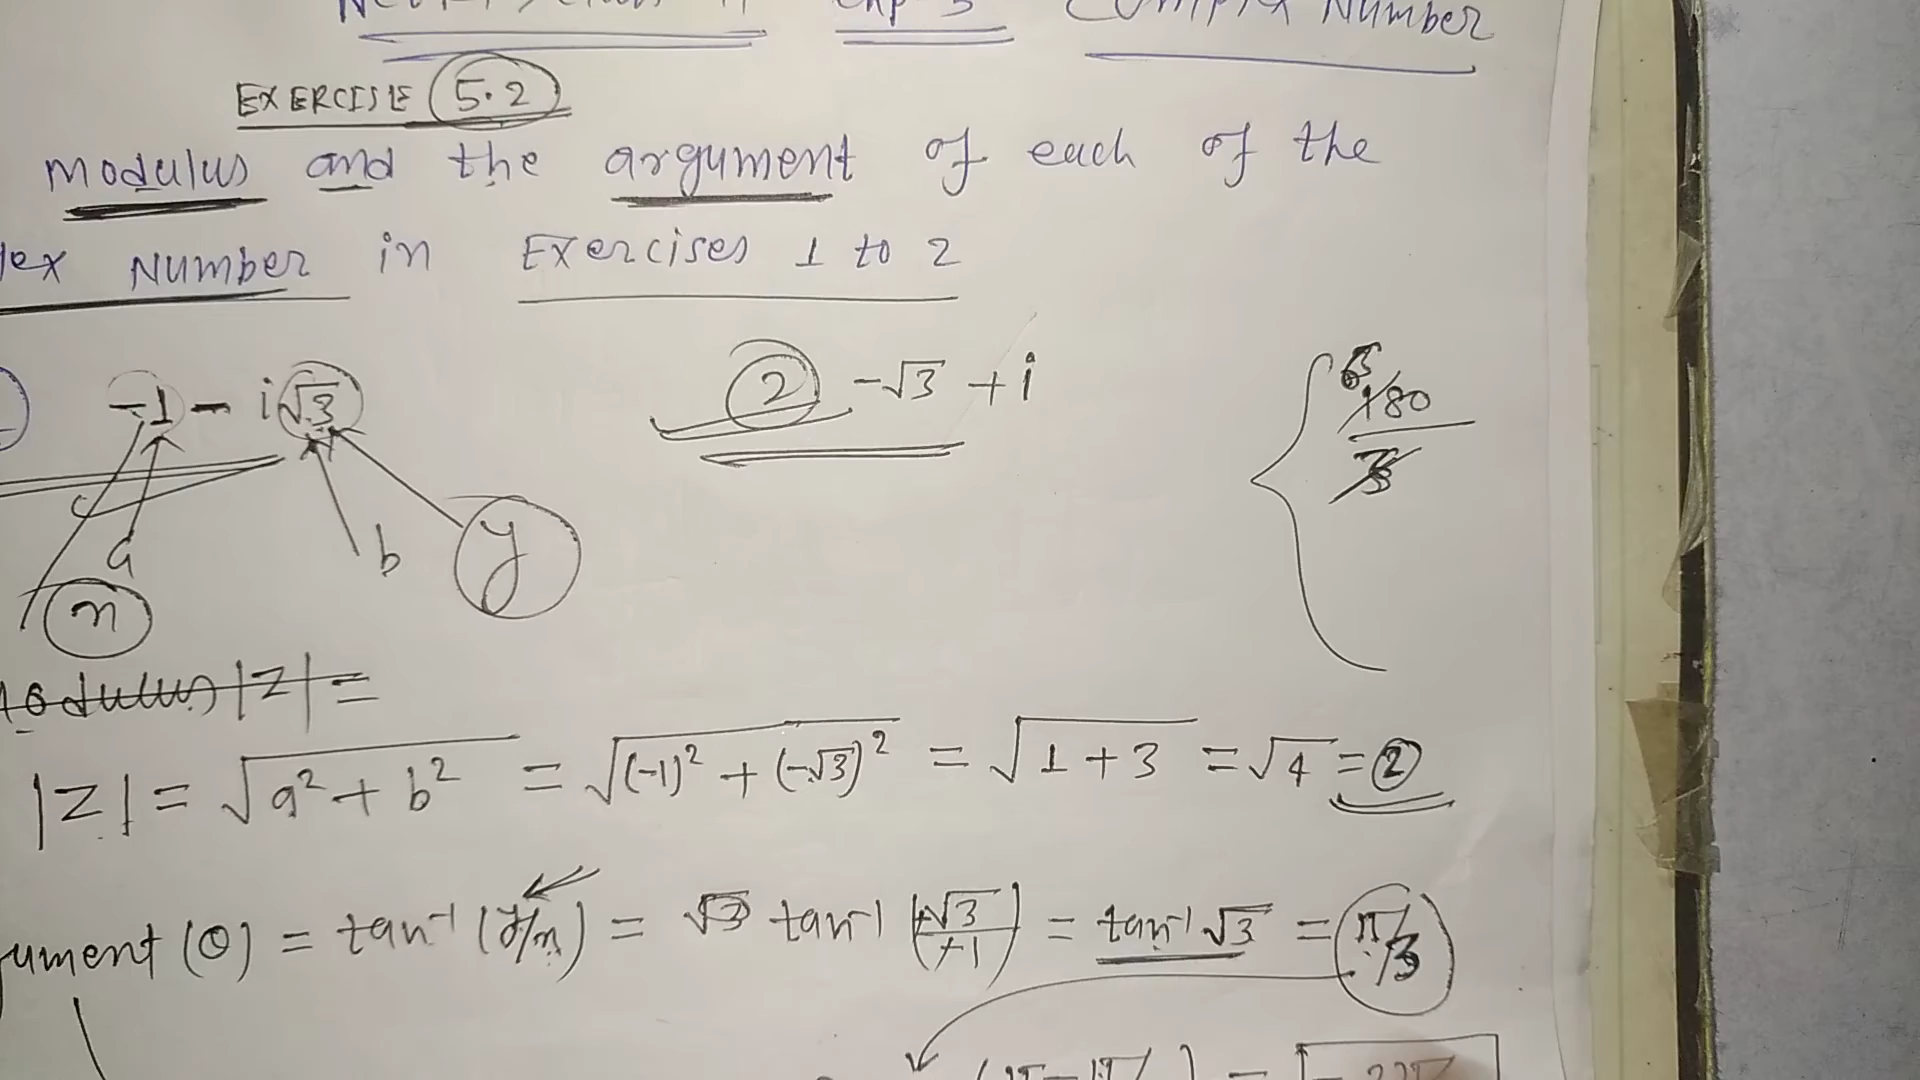 Number
EXERCISE 5.2
modulus and the argument of each of the
lex Number in Exercises 1 to 2
-1 - i√3
2 -√3 + i
180
a b y
x
|z| =
|z| = √a² + b² = √(-1)² + (-√3)² = √1 + 3 = √4 = 2
gument (θ) = tan⁻¹ (y/x) = tan⁻¹ (√3/1) = tan⁻¹ √3 = π/3